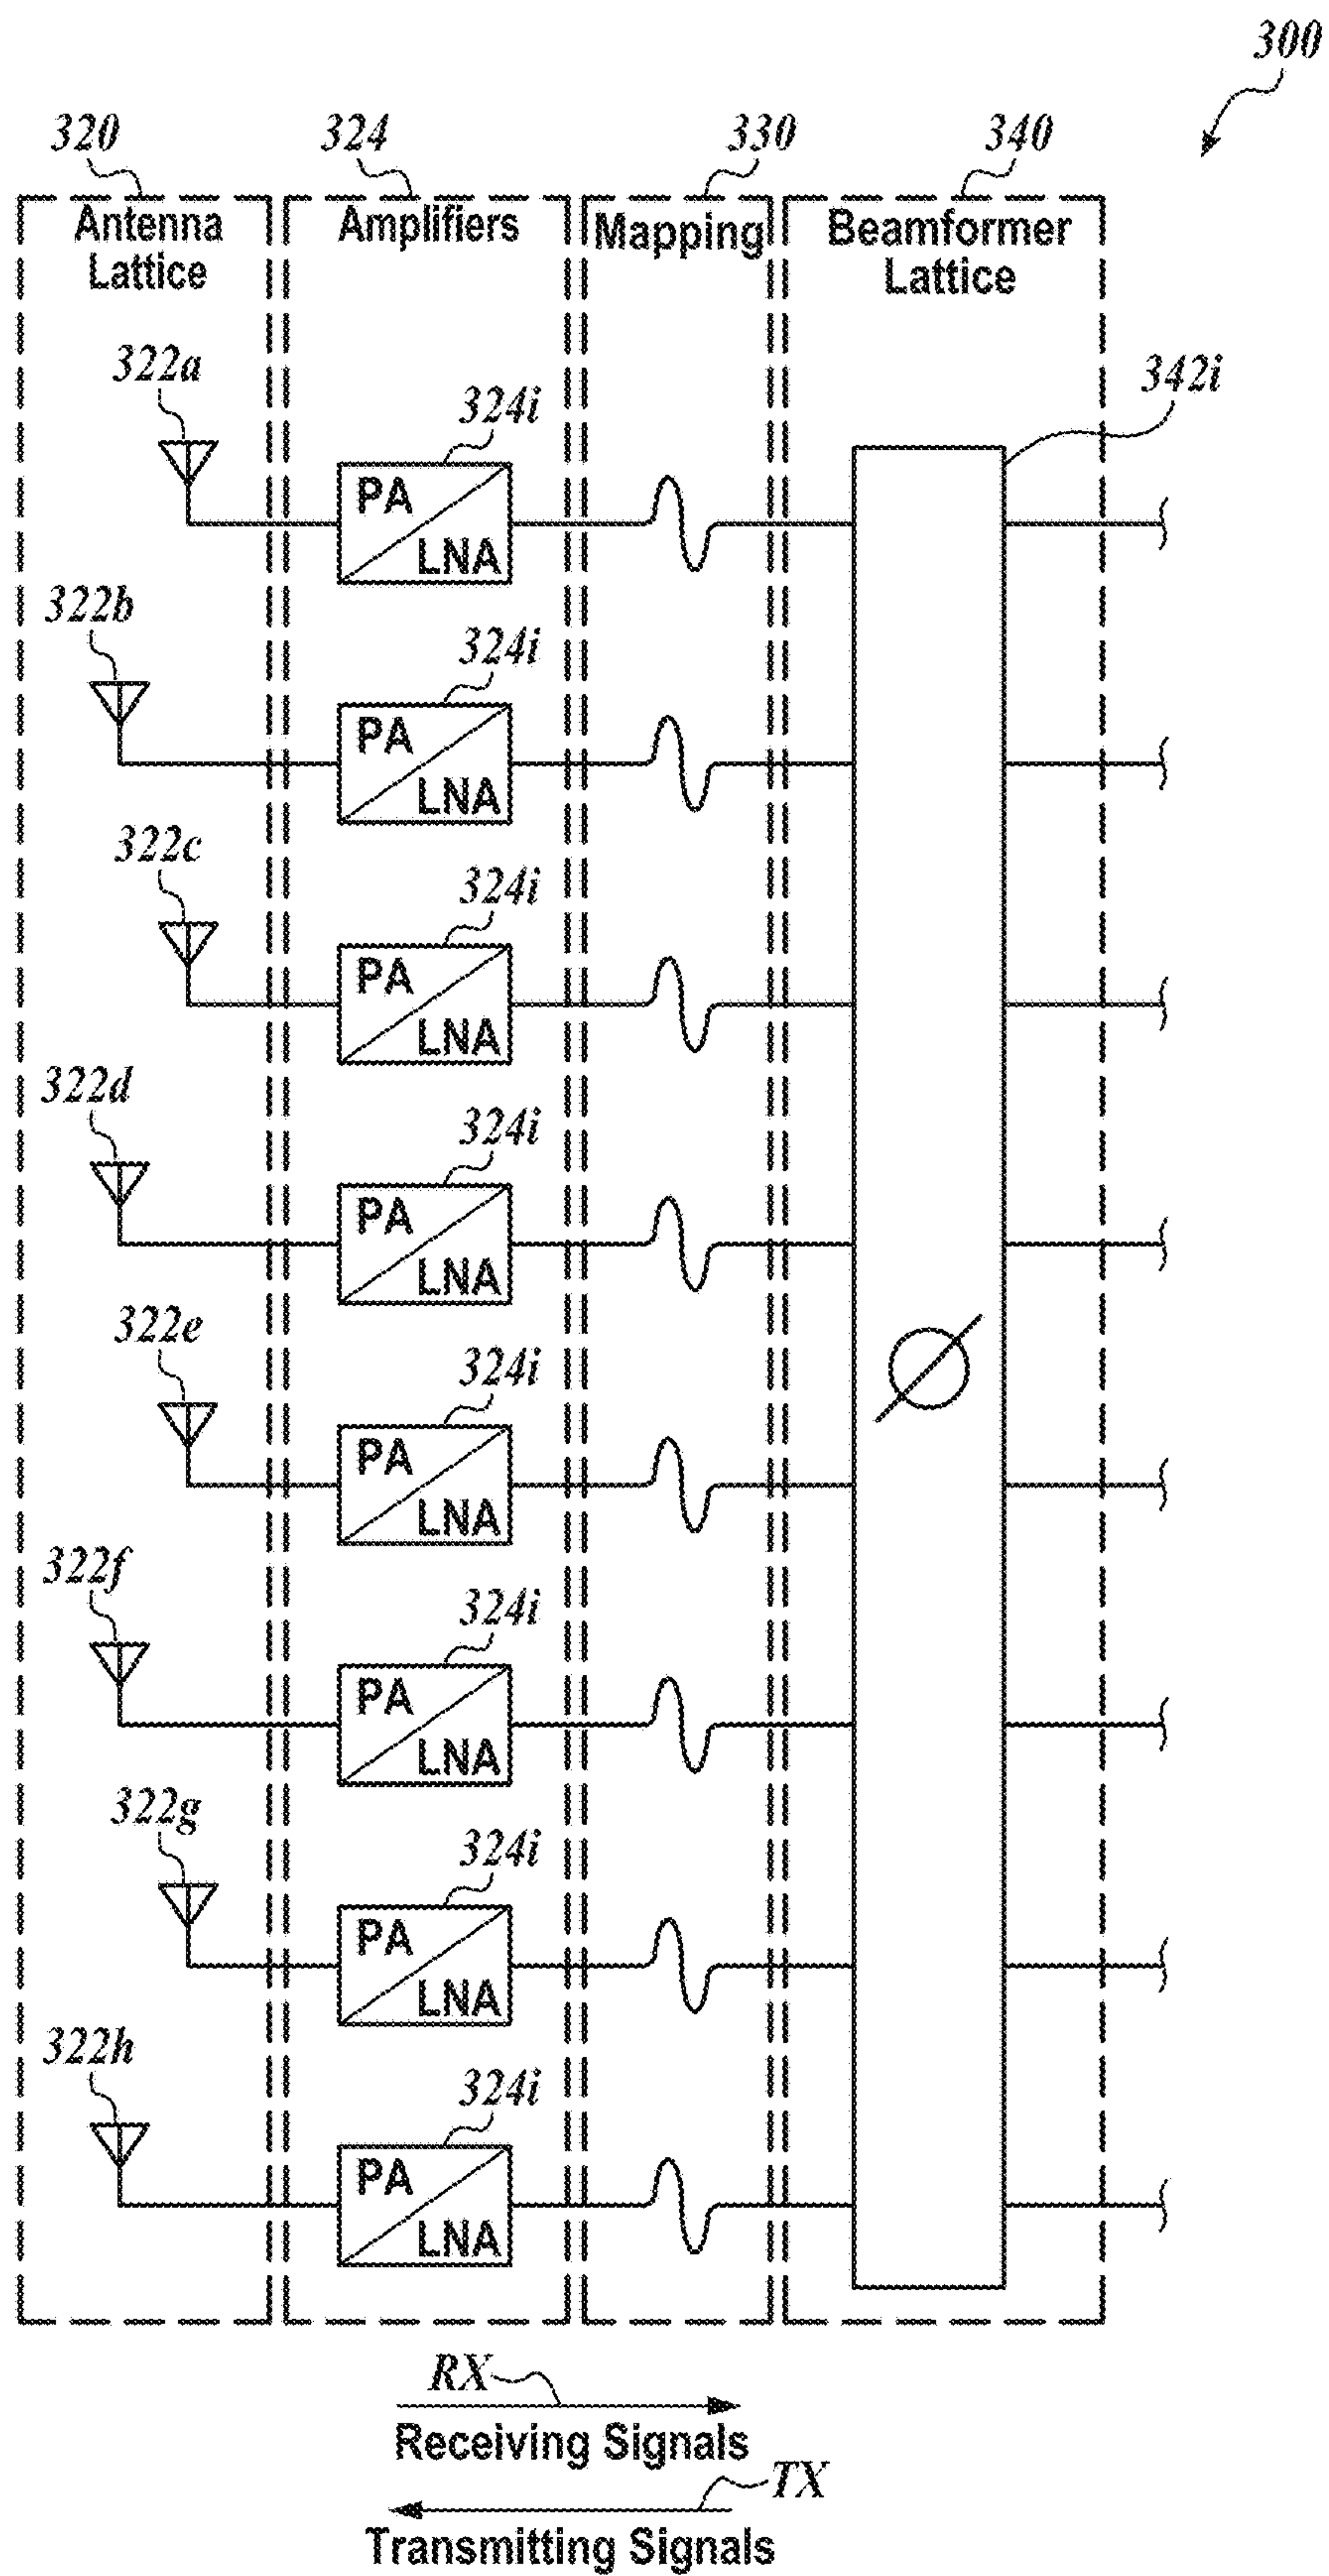 300
320
324
330
340
Antenna
Lattice
Amplifiers
Mapping
Beamformer
Lattice
342i
322a
324i
PA
LNA
322b
324i
PA
LNA
322c
324i
PA
LNA
322d
324i
PA
LNA
322e
324i
PA
LNA
322f
324i
PA
LNA
322g
324i
PA
LNA
322h
324i
PA
LNA
Ø
RX
Receiving Signals
TX
Transmitting Signals